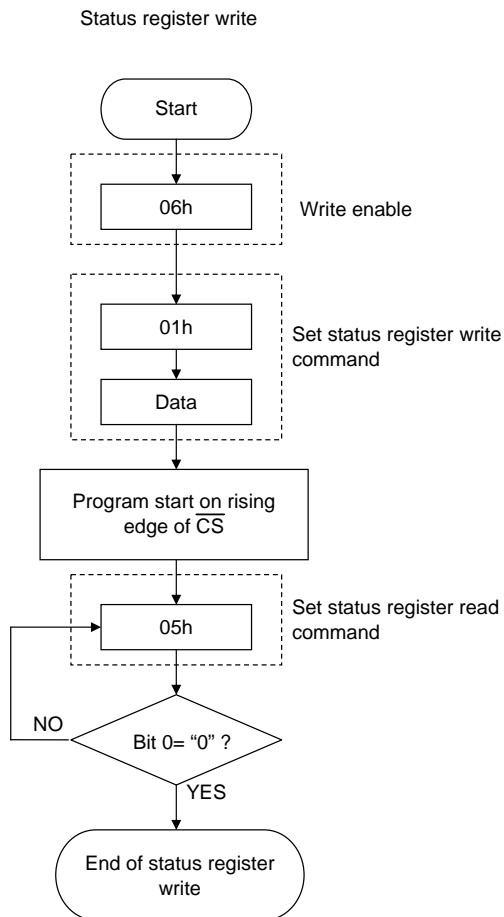 Status register write
Start
06h
Write enable
01h
Set status register write
command
Data
Program start on rising
edge of C̅S̅
05h
Set status register read
command
NO
Bit 0= “0” ?
YES
End of status register
write